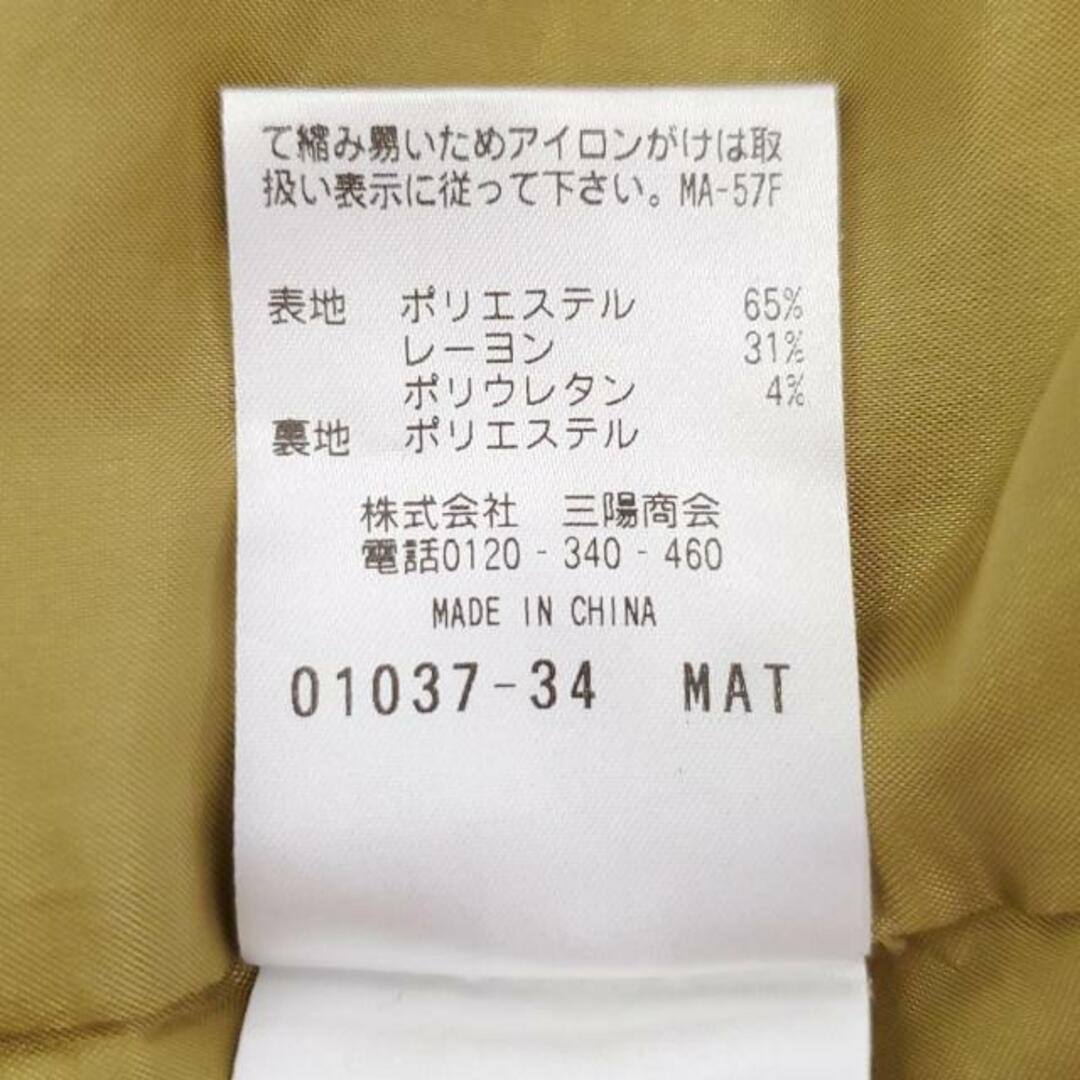 て縮み易いためアイロンがけは取
扱い表示に従って下さい。MA-57F
表地 ポリエステル 65%
レーヨン 31%
ポリウレタン 4%
裏地 ポリエステル
株式会社 三陽商会
電話0120-340-460
MADE IN CHINA
01037-34 MAT